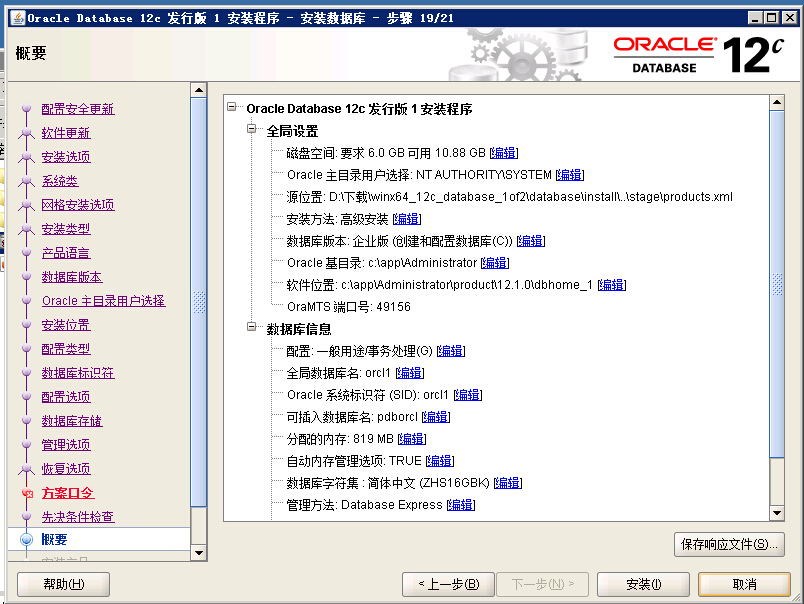 Oracle Database 12c 发行版 1 安装程序 - 安装数据库 - 步骤 19/21
概要
ORACLE
DATABASE
12c
配置安全更新
软件更新
安装选项
系统类
网格安装选项
安装类型
产品语言
数据库版本
Oracle 主目录用户选择
安装位置
配置类型
数据库标识符
配置选项
数据库存储
管理选项
恢复选项
方案口令
先决条件检查
概要
Oracle Database 12c 发行版 1 安装程序
全局设置
磁盘空间: 要求 6.0 GB 可用 10.88 GB [编辑]
Oracle 主目录用户选择: NT AUTHORITY\SYSTEM [编辑]
源位置: D:\下载\winx64_12c_database_1of2\database\install\..\stage\products.xml
安装方法: 高级安装 [编辑]
数据库版本: 企业版 (创建和配置数据库(C)) [编辑]
Oracle 基目录: c:\app\Administrator [编辑]
软件位置: c:\app\Administrator\product\12.1.0\dbhome_1 [编辑]
OraMTS 端口号: 49156
数据库信息
配置: 一般用途/事务处理(G) [编辑]
全局数据库名: orcl1 [编辑]
Oracle 系统标识符 (SID): orcl1 [编辑]
可插入数据库名: pdborcl [编辑]
分配的内存: 819 MB [编辑]
自动内存管理选项: TRUE [编辑]
数据库字符集 : 简体中文 (ZHS16GBK) [编辑]
管理方法: Database Express [编辑]
保存响应文件(S)...
帮助(H)
< 上一步(B)
下一步(N) >
安装(I)
取消